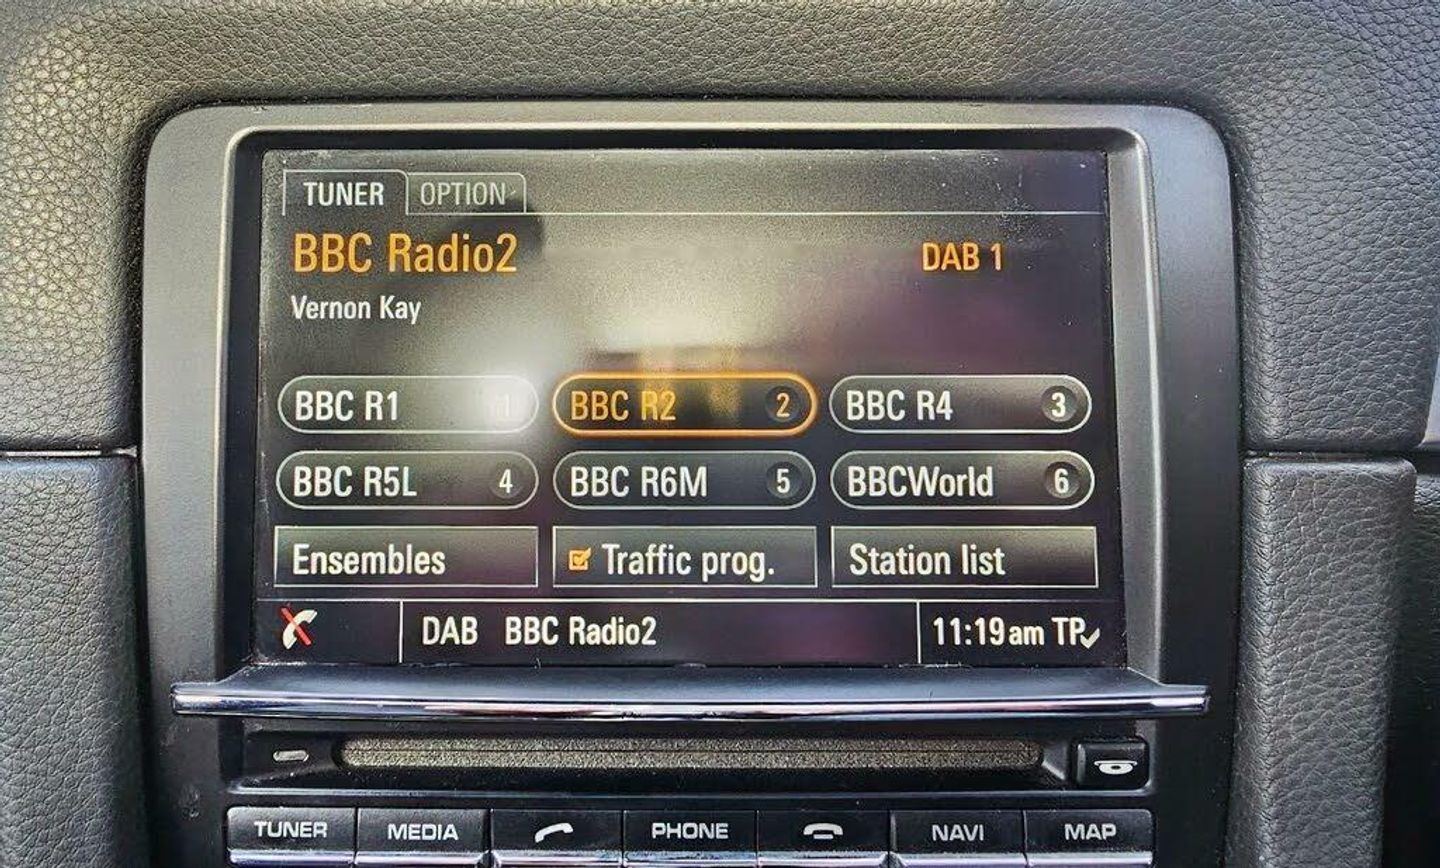 TUNER OPTION
BBC Radio2 DAB 1
Vernon Kay
BBC R1 1 BBC R2 2 BBC R4 3
BBC R5L 4 BBC R6M 5 BBCWorld 6
Ensembles Traffic prog. Station list
DAB BBC Radio2 11:19am TP
TUNER MEDIA PHONE NAVI MAP